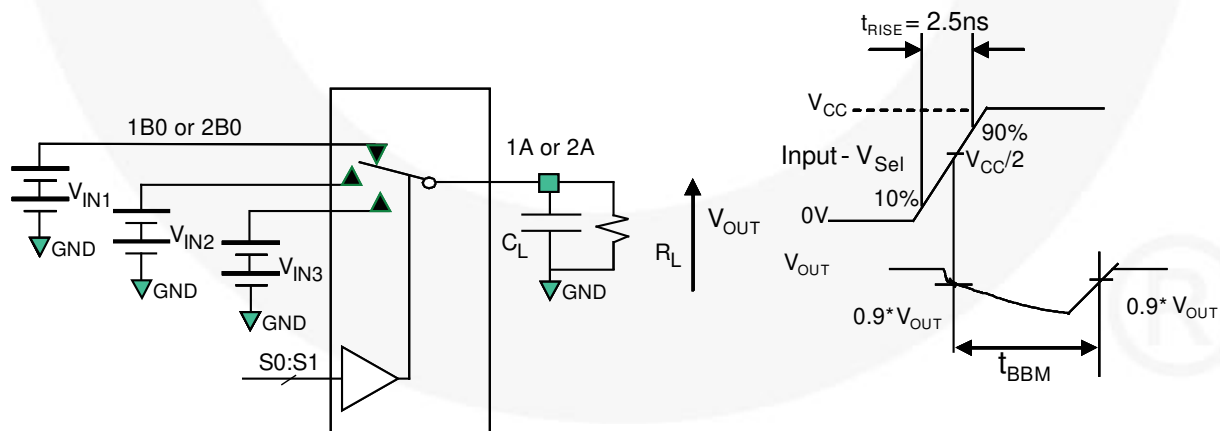 1B0 or 2B0
V_IN1
GND
V_IN2
GND
V_IN3
GND
S0:S1
1A or 2A
C_L
GND
R_L
V_OUT
t_RISE = 2.5ns
V_CC
90%
Input - V_Sel
V_CC/2
10%
0V
V_OUT
0.9* V_OUT
0.9* V_OUT
t_BBM
®